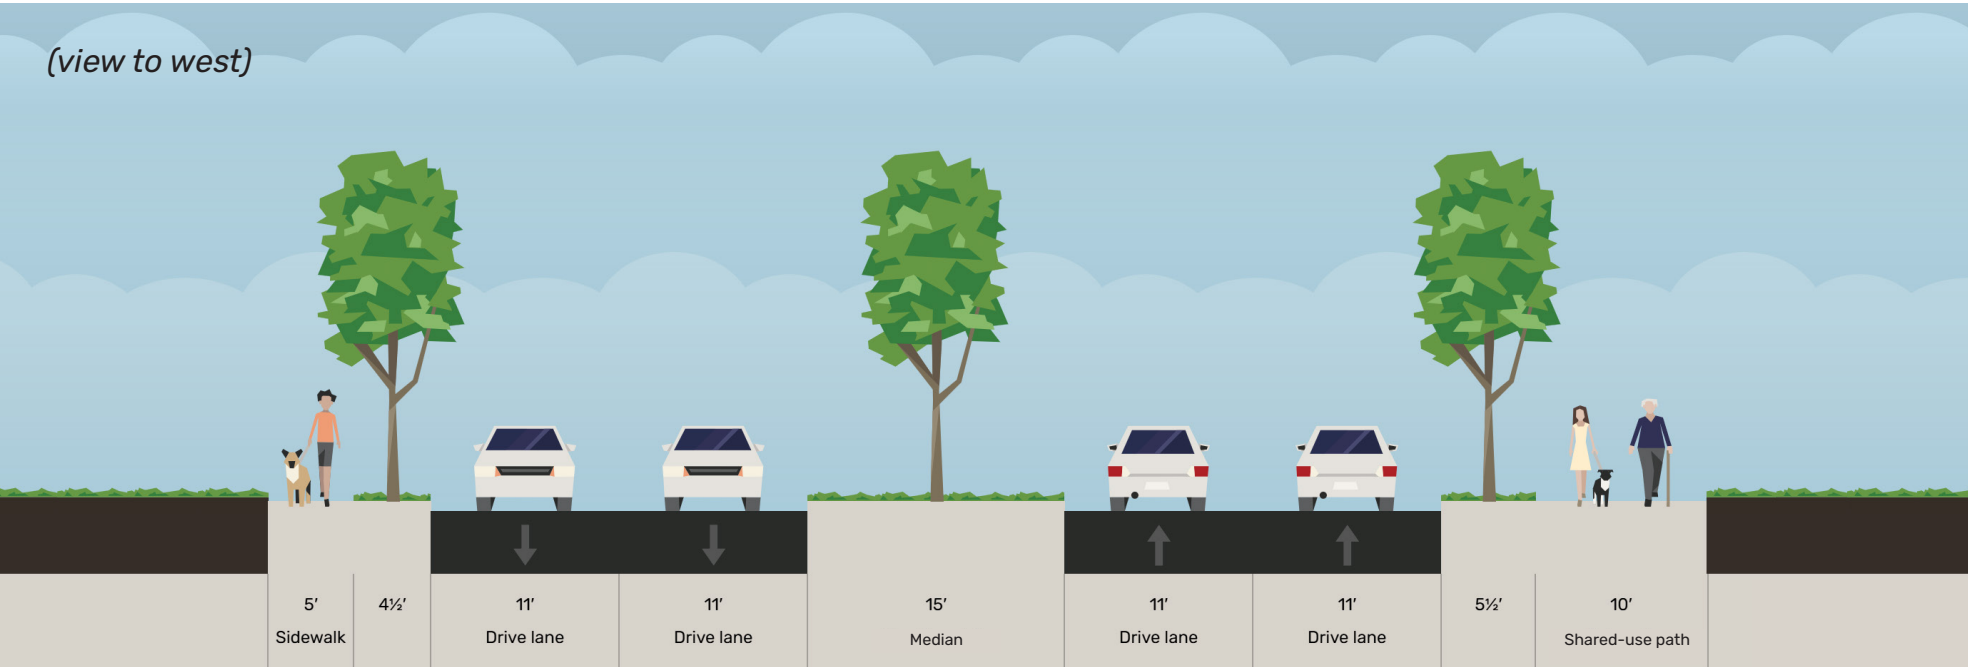 (view to west)
5′ 4½′ 11′ 11′ 15′ 11′ 11′ 5½′ 10′
Sidewalk Drive lane Drive lane Median Drive lane Drive lane Shared-use path